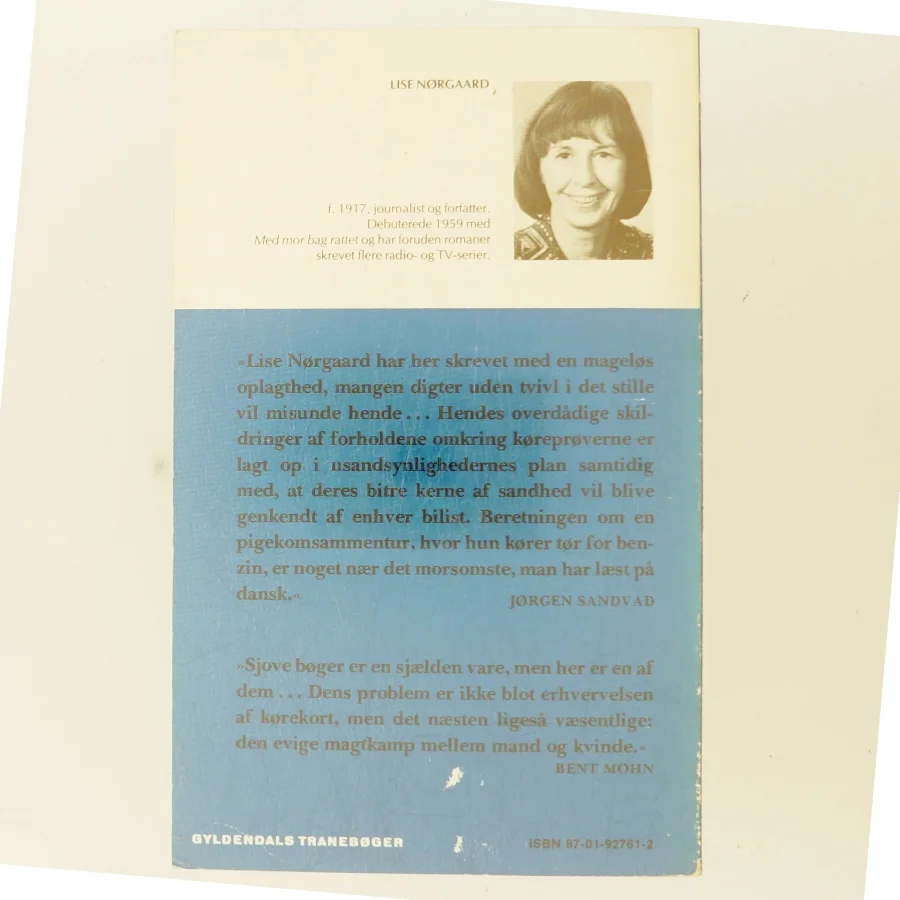 LISE NØRGAARD
f. 1917, journalist og forfatter.
Debuterede 1959 med
Med mor bag rattet og har foruden romaner
skrevet flere radio- og TV-serier.
»Lise Nørgaard har her skrevet med en mageløs
oplagthed, mangen digter uden tvivl i det stille
vil misunde hende... Hendes overdådige skil-
dringer af forholdene omkring køreprøverne er
lagt op i usandsynlighedernes plan samtidig
med, at deres bitre kerne af sandhed vil blive
genkendt af enhver bilist. Beretningen om en
pigekomsammentur, hvor hun kører tør for ben-
zin, er noget nær det morsomste, man har læst på
dansk.«
JØRGEN SANDVAD
»Sjove bøger er en sjælden vare, men her er en af
dem... Dens problem er ikke blot erhvervelsen
af kørekort, men det næsten ligeså væsentlige:
den evige magtkamp mellem mand og kvinde.«
BENT MOHN
GYLDENDALS TRANEBØGER
ISBN 87-01-92761-2